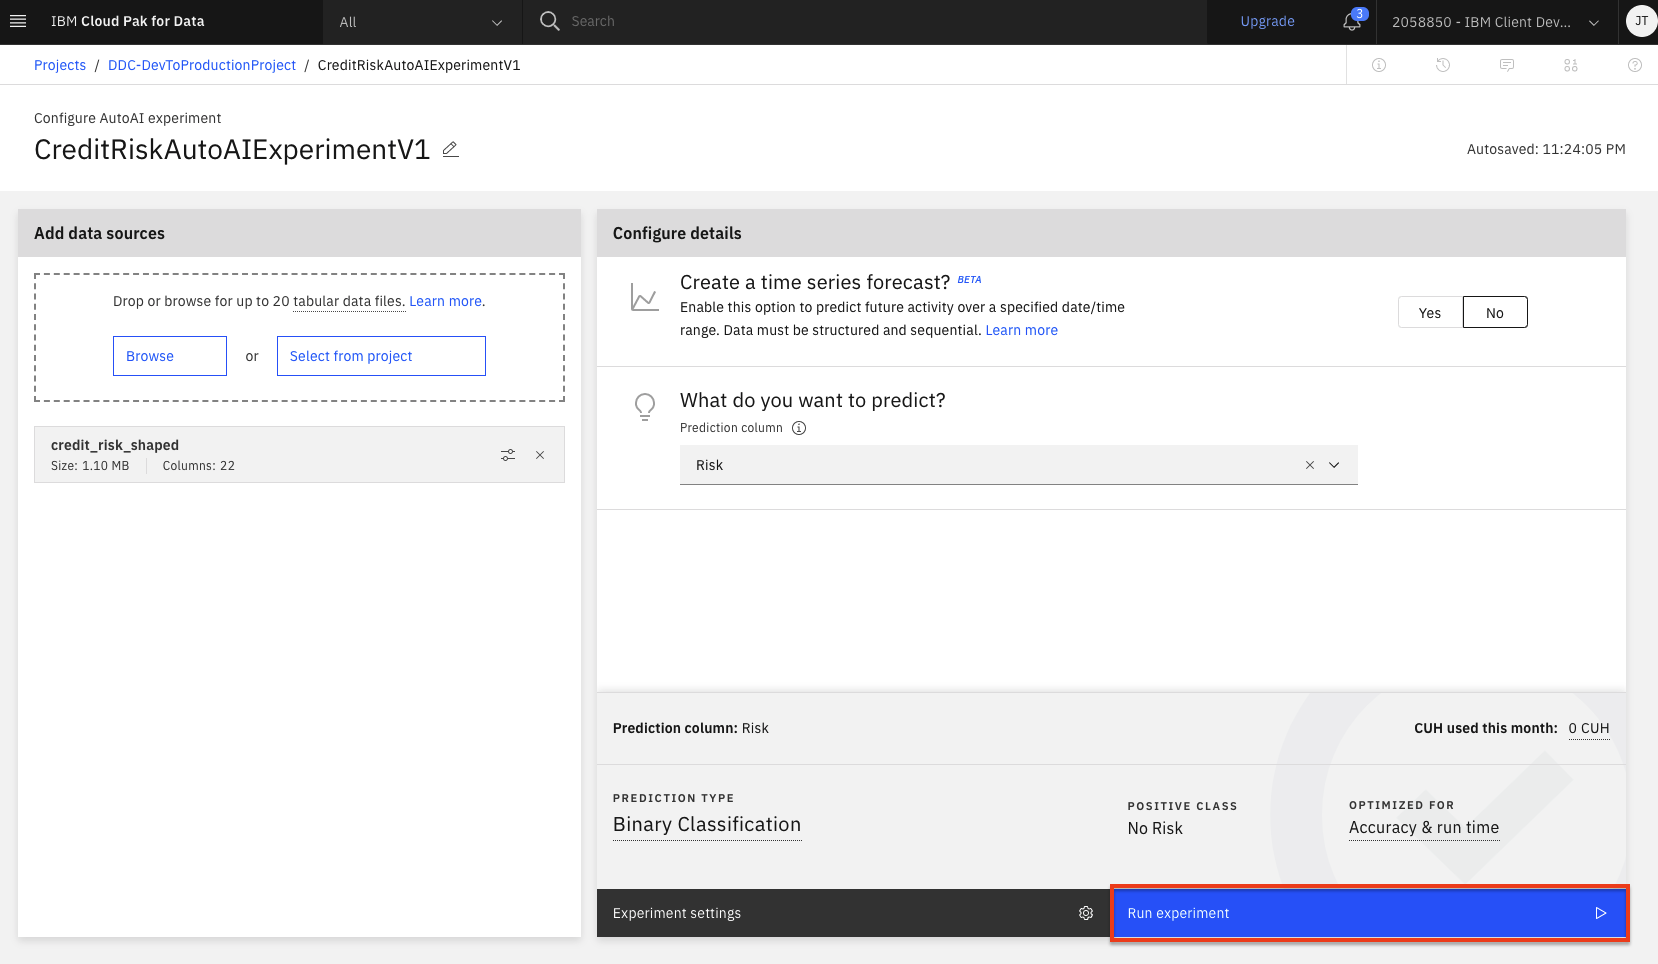 IBM Cloud Pak for Data
All
Search
Upgrade
3
2058850 - IBM Client Dev...
JT
Projects / DDC-DevToProductionProject / CreditRiskAutoAIExperimentV1
Configure AutoAI experiment
CreditRiskAutoAIExperimentV1
Autosaved: 11:24:05 PM
Add data sources
Drop or browse for up to 20 tabular data files. Learn more.
Browse or Select from project
credit_risk_shaped
Size: 1.10 MB Columns: 22
Configure details
Create a time series forecast? BETA
Enable this option to predict future activity over a specified date/time
range. Data must be structured and sequential. Learn more
Yes No
What do you want to predict?
Prediction column
Risk
Prediction column: Risk
CUH used this month: 0 CUH
PREDICTION TYPE
Binary Classification
POSITIVE CLASS
No Risk
OPTIMIZED FOR
Accuracy & run time
Experiment settings
Run experiment